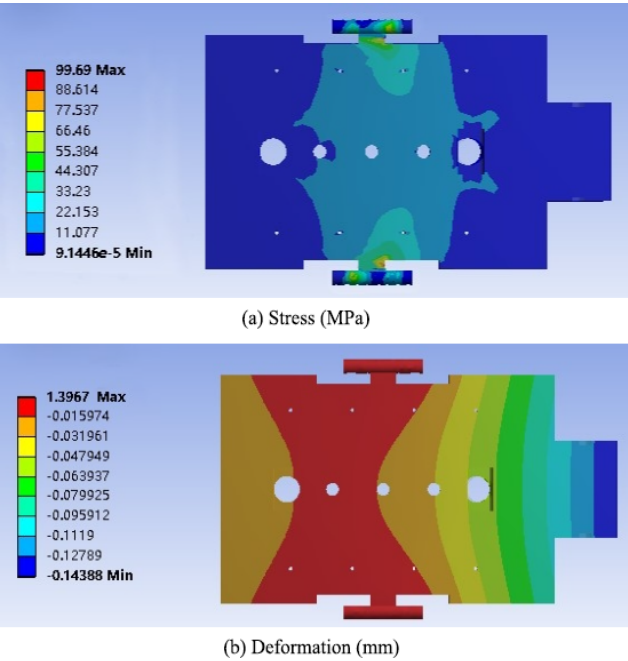 99.69 Max
88.614
77.537
66.46
55.384
44.307
33.23
22.153
11.077
9.1446e-5 Min
(a) Stress (MPa)
1.3967 Max
-0.015974
-0.031961
-0.047949
-0.063937
-0.079925
-0.095912
-0.1119
-0.12789
-0.14388 Min
(b) Deformation (mm)